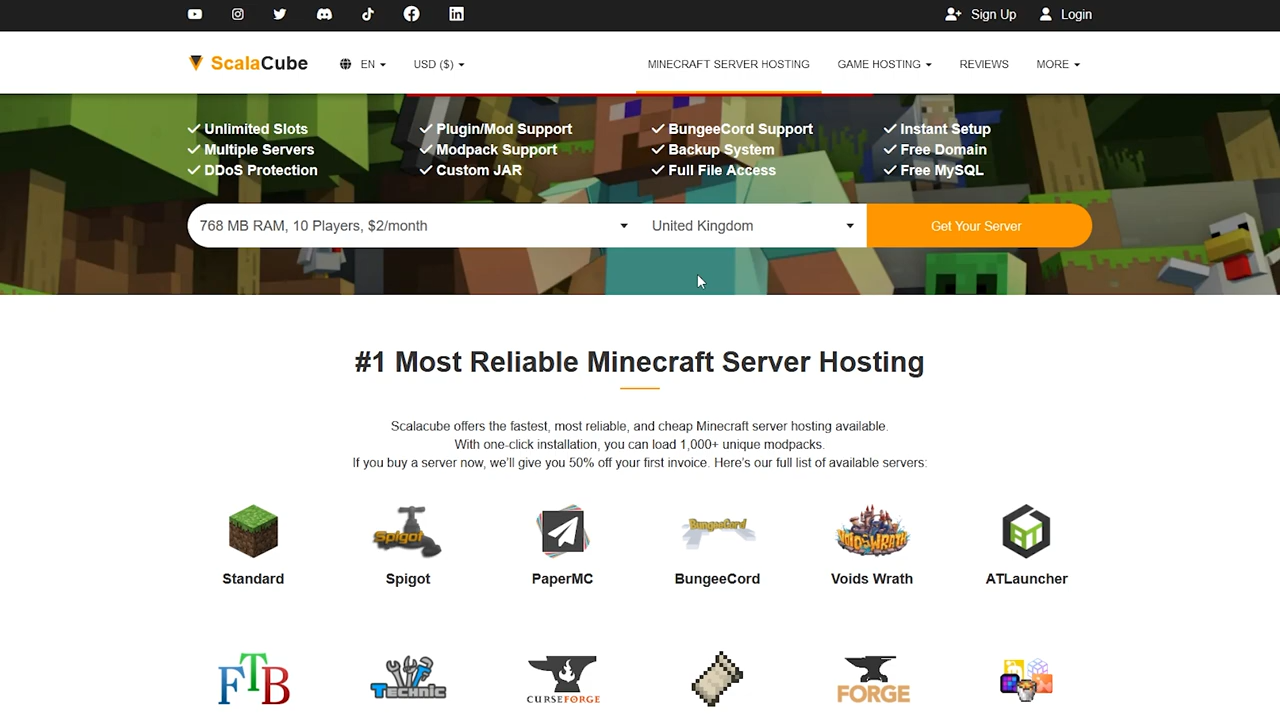 Sign Up
Login
ScalaCube
EN
USD ($)
MINECRAFT SERVER HOSTING
GAME HOSTING
REVIEWS
MORE
Unlimited Slots
Plugin/Mod Support
BungeeCord Support
Instant Setup
Multiple Servers
Modpack Support
Backup System
Free Domain
DDoS Protection
Custom JAR
Full File Access
Free MySQL
768 MB RAM, 10 Players, $2/month
United Kingdom
Get Your Server
#1 Most Reliable Minecraft Server Hosting
Scalacube offers the fastest, most reliable, and cheap Minecraft server hosting available.
With one-click installation, you can load 1,000+ unique modpacks.
If you buy a server now, we'll give you 50% off your first invoice. Here's our full list of available servers:
Spigot
BungeeCord
VOIDS WRATH
Standard
Spigot
PaperMC
BungeeCord
Voids Wrath
ATLauncher
FTB
TECHNIC
CURSEFORGE
FORGE